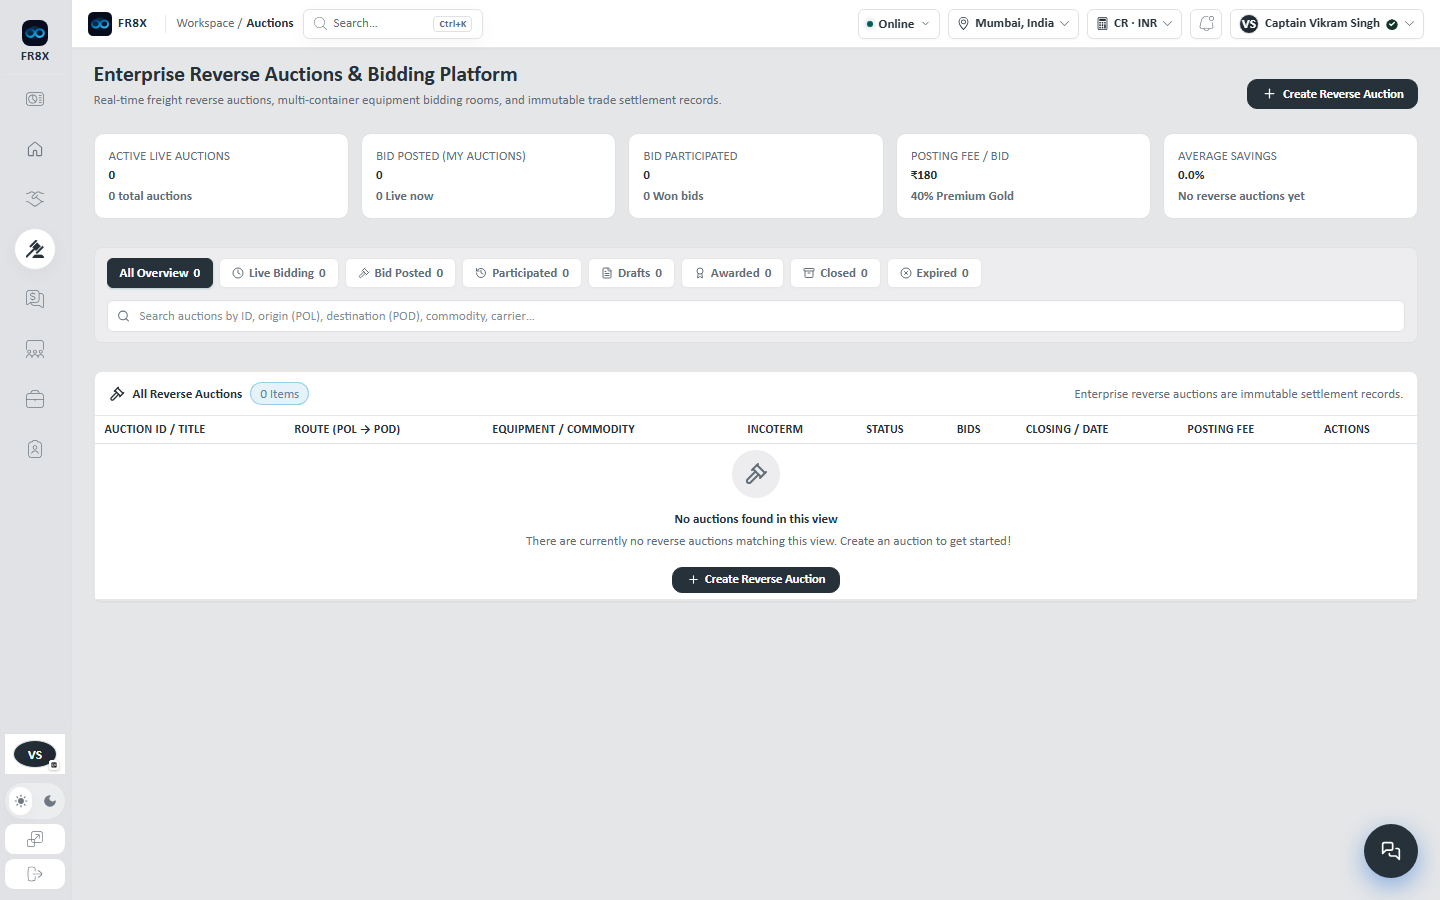 FR8X
FR8X
Workspace / Auctions
Search...
Ctrl+K
Online
Mumbai, India
CR · INR
VS
Captain Vikram Singh
Enterprise Reverse Auctions & Bidding Platform
Real-time freight reverse auctions, multi-container equipment bidding rooms, and immutable trade settlement records.
+ Create Reverse Auction
ACTIVE LIVE AUCTIONS
0
0 total auctions
BID POSTED (MY AUCTIONS)
0
0 Live now
BID PARTICIPATED
0
0 Won bids
POSTING FEE / BID
₹180
40% Premium Gold
AVERAGE SAVINGS
0.0%
No reverse auctions yet
All Overview 0
Live Bidding 0
Bid Posted 0
Participated 0
Drafts 0
Awarded 0
Closed 0
Expired 0
Search auctions by ID, origin (POL), destination (POD), commodity, carrier...
All Reverse Auctions
0 Items
Enterprise reverse auctions are immutable settlement records.
AUCTION ID / TITLE
ROUTE (POL → POD)
EQUIPMENT / COMMODITY
INCOTERM
STATUS
BIDS
CLOSING / DATE
POSTING FEE
ACTIONS
No auctions found in this view
There are currently no reverse auctions matching this view. Create an auction to get started!
+ Create Reverse Auction
VS